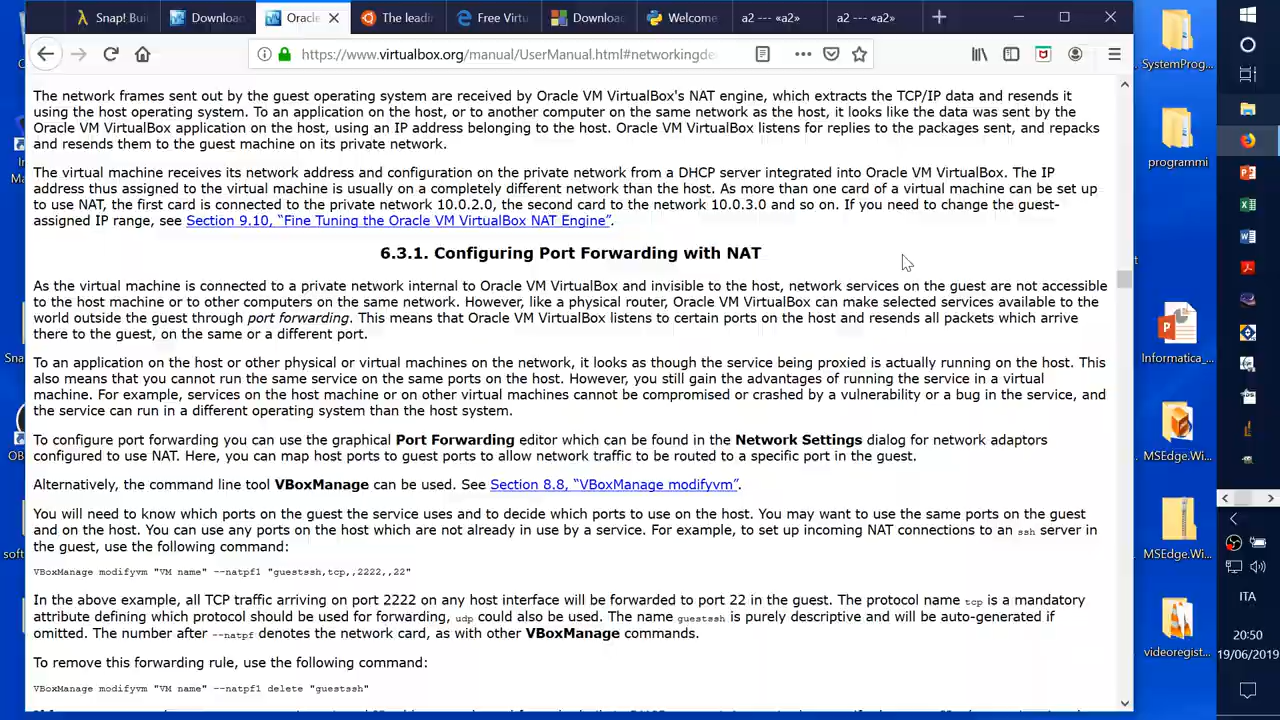 Snap! Buil
Downloa
Oracle
The leadi
Free Virtu
Downloa
Welcome
a2 --- «a2»
a2 --- «a2»
https://www.virtualbox.org/manual/UserManual.html#networkingde
The network frames sent out by the guest operating system are received by Oracle VM VirtualBox's NAT engine, which extracts the TCP/IP data and resends it
using the host operating system. To an application on the host, or to another computer on the same network as the host, it looks like the data was sent by the
Oracle VM VirtualBox application on the host, using an IP address belonging to the host. Oracle VM VirtualBox listens for replies to the packages sent, and repacks
and resends them to the guest machine on its private network.
The virtual machine receives its network address and configuration on the private network from a DHCP server integrated into Oracle VM VirtualBox. The IP
address thus assigned to the virtual machine is usually on a completely different network than the host. As more than one card of a virtual machine can be set up
to use NAT, the first card is connected to the private network 10.0.2.0, the second card to the network 10.0.3.0 and so on. If you need to change the guest-
assigned IP range, see Section 9.10, “Fine Tuning the Oracle VM VirtualBox NAT Engine”.
6.3.1. Configuring Port Forwarding with NAT
As the virtual machine is connected to a private network internal to Oracle VM VirtualBox and invisible to the host, network services on the guest are not accessible
to the host machine or to other computers on the same network. However, like a physical router, Oracle VM VirtualBox can make selected services available to the
world outside the guest through port forwarding. This means that Oracle VM VirtualBox listens to certain ports on the host and resends all packets which arrive
there to the guest, on the same or a different port.
To an application on the host or other physical or virtual machines on the network, it looks as though the service being proxied is actually running on the host. This
also means that you cannot run the same service on the same ports on the host. However, you still gain the advantages of running the service in a virtual
machine. For example, services on the host machine or on other virtual machines cannot be compromised or crashed by a vulnerability or a bug in the service, and
the service can run in a different operating system than the host system.
To configure port forwarding you can use the graphical Port Forwarding editor which can be found in the Network Settings dialog for network adaptors
configured to use NAT. Here, you can map host ports to guest ports to allow network traffic to be routed to a specific port in the guest.
Alternatively, the command line tool VBoxManage can be used. See Section 8.8, “VBoxManage modifyvm”.
You will need to know which ports on the guest the service uses and to decide which ports to use on the host. You may want to use the same ports on the guest
and on the host. You can use any ports on the host which are not already in use by a service. For example, to set up incoming NAT connections to an ssh server in
the guest, use the following command:
VBoxManage modifyvm "VM name" --natpf1 "guestssh,tcp,,2222,,22"
In the above example, all TCP traffic arriving on port 2222 on any host interface will be forwarded to port 22 in the guest. The protocol name tcp is a mandatory
attribute defining which protocol should be used for forwarding, udp could also be used. The name guestssh is purely descriptive and will be auto-generated if
omitted. The number after --natpf denotes the network card, as with other VBoxManage commands.
To remove this forwarding rule, use the following command:
VBoxManage modifyvm "VM name" --natpf1 delete "guestssh"
SystemProg...
programmi
Informatica_...
MSEdge.Wi...
MSEdge.Wi...
videoregist...
ITA
20:50
19/06/2019